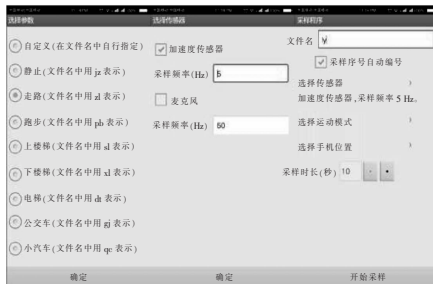 选择参数
自定义(在文件名中自行指定)
静止(文件名中用 jz 表示)
走路(文件名中用 zl 表示)
跑步(文件名中用 pb 表示)
上楼梯(文件名中用 sl 表示)
下楼梯(文件名中用 xl 表示)
电梯(文件名中用 dt 表示)
公交车(文件名中用 gj 表示)
小汽车(文件名中用 qc 表示)
确定
选择传感器
加速度传感器
采样频率(Hz) 5
麦克风
采样频率(Hz) 50
确定
采样程序
文件名
采样序号自动编号
选择传感器
加速度传感器,采样频率 5 Hz。
选择运动模式
选择手机位置
采样时长(秒) 10
开始采样